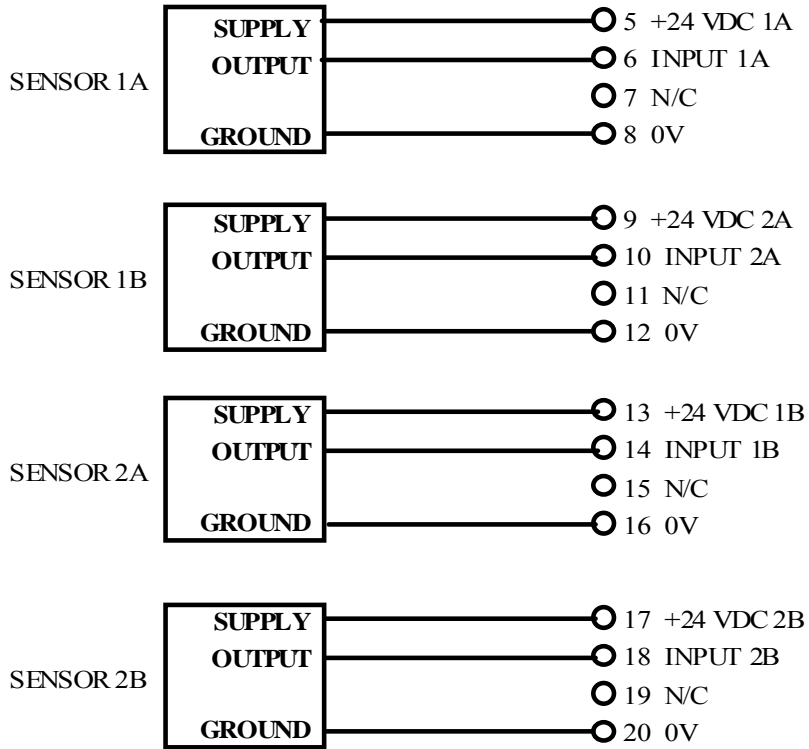 SENSOR 1A
SUPPLY 5 +24 VDC 1A
OUTPUT 6 INPUT 1A
7 N/C
GROUND 8 0V
SENSOR 1B
SUPPLY 9 +24 VDC 2A
OUTPUT 10 INPUT 2A
11 N/C
GROUND 12 0V
SENSOR 2A
SUPPLY 13 +24 VDC 1B
OUTPUT 14 INPUT 1B
15 N/C
GROUND 16 0V
SENSOR 2B
SUPPLY 17 +24 VDC 2B
OUTPUT 18 INPUT 2B
19 N/C
GROUND 20 0V